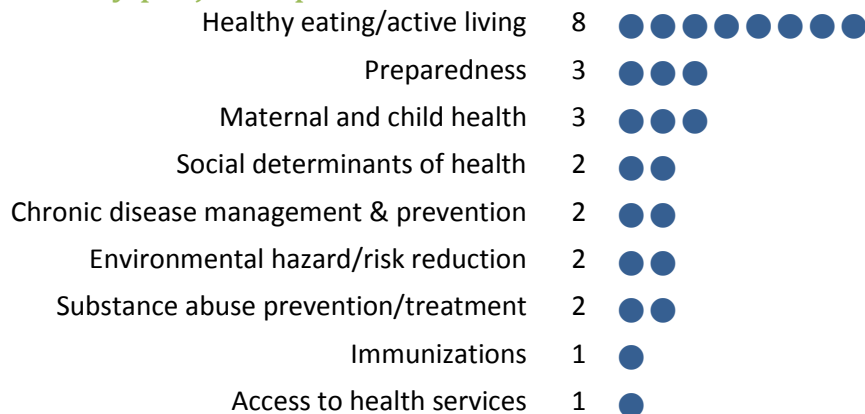 Healthy eating/active living 8
Preparedness 3
Maternal and child health 3
Social determinants of health 2
Chronic disease management & prevention 2
Environmental hazard/risk reduction 2
Substance abuse prevention/treatment 2
Immunizations 1
Access to health services 1